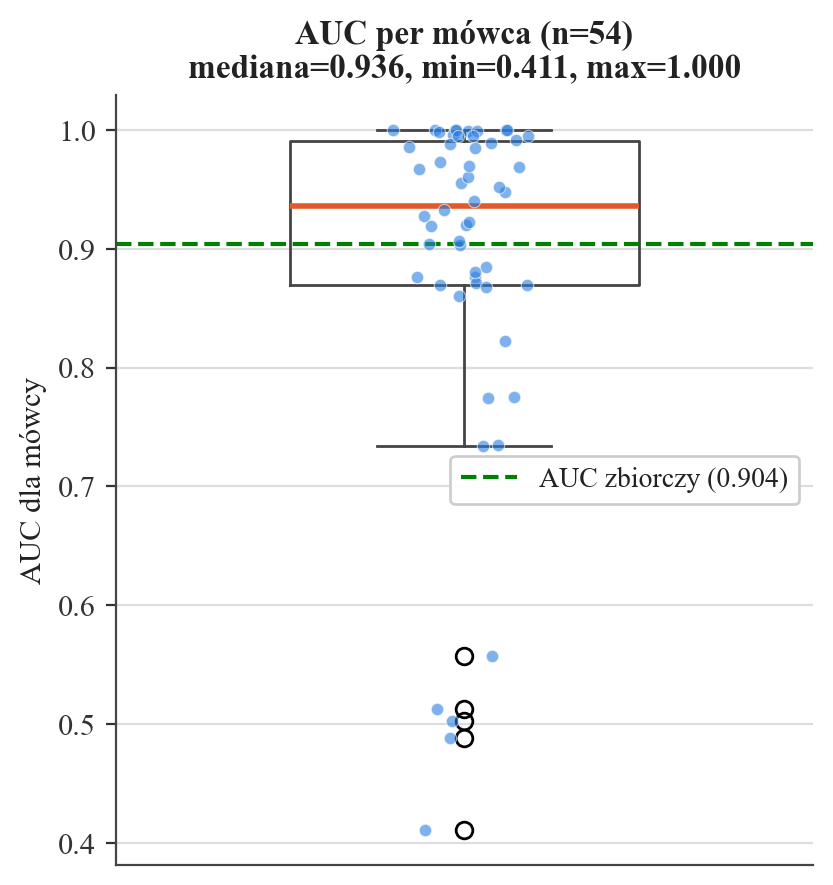 AUC per mówca (n=54)
mediana=0.936, min=0.411, max=1.000
AUC dla mówcy
1.0
0.9
0.8
0.7
0.6
0.5
0.4
AUC zbiorczy (0.904)